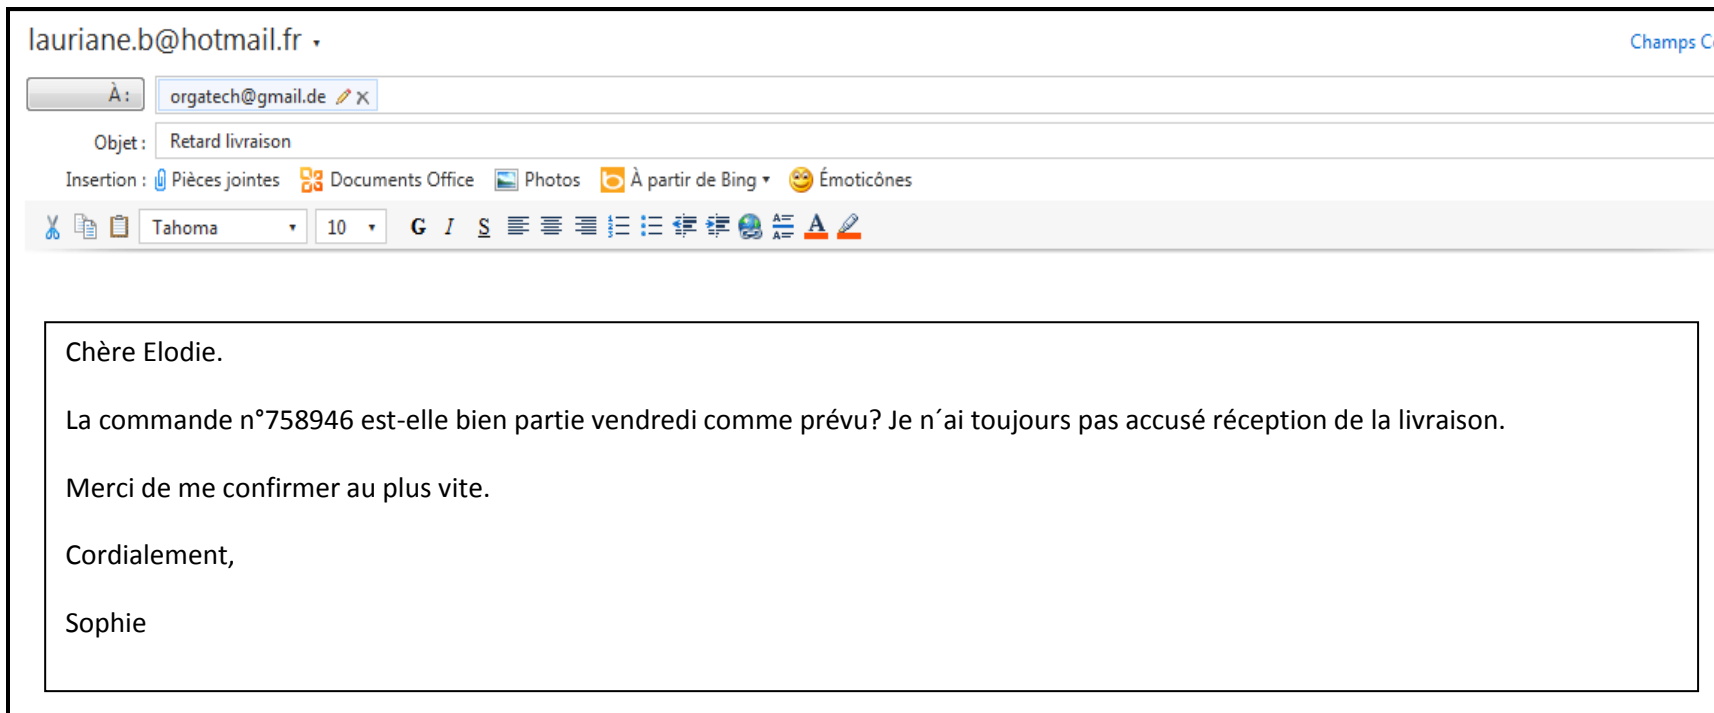 lauriane.b@hotmail.fr
Champs C
À :
orgatech@gmail.de
Objet :
Retard livraison
Insertion : Pièces jointes Documents Office Photos À partir de Bing Émoticônes
Tahoma 10 G I S A
Chère Elodie.
La commande n°758946 est-elle bien partie vendredi comme prévu? Je n´ai toujours pas accusé réception de la livraison.
Merci de me confirmer au plus vite.
Cordialement,
Sophie